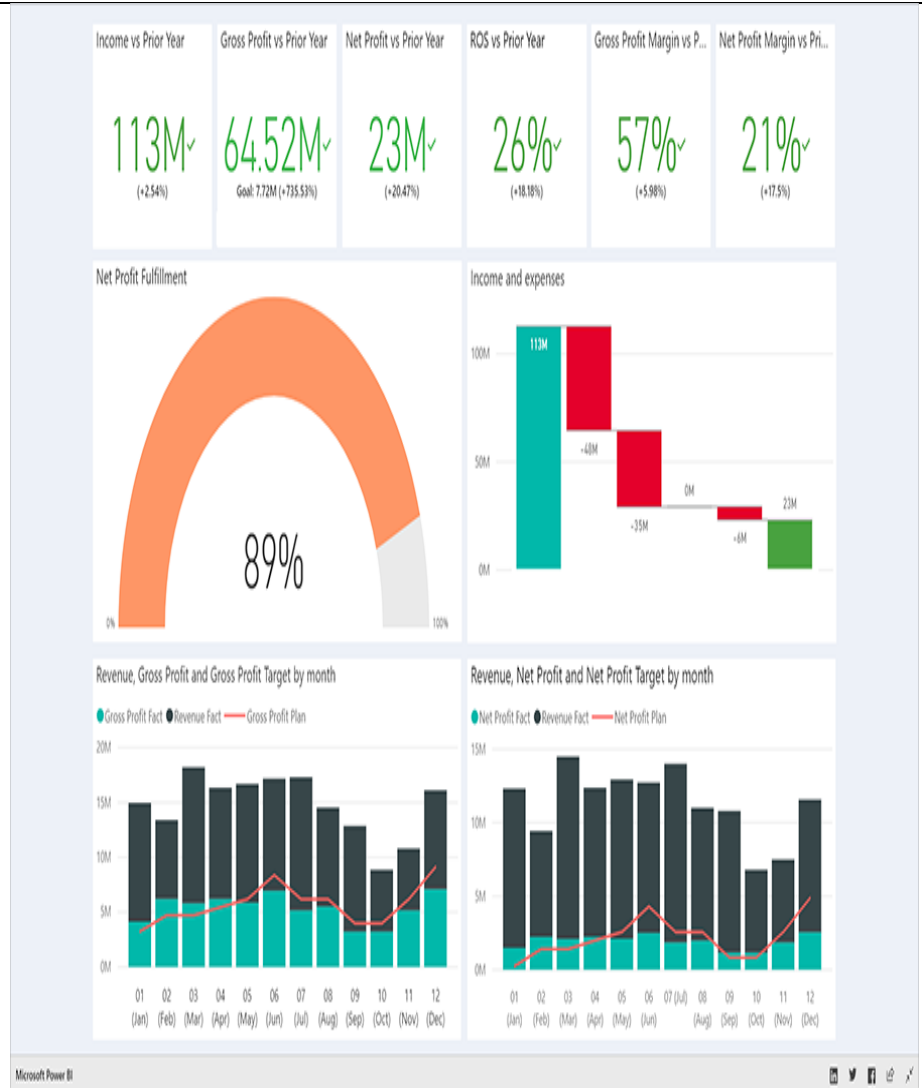 Income vs Prior Year
113M
(+2.54%)
Gross Profit vs Prior Year
64.52M
Goal: 7.72M (+735.53%)
Net Profit vs Prior Year
23M
(+20.47%)
ROS vs Prior Year
26%
(+18.18%)
Gross Profit Margin vs P...
57%
(+5.98%)
Net Profit Margin vs Pri...
21%
(+17.5%)
Net Profit Fulfillment
89%
0%
100%
Income and expenses
100M
50M
0M
113M
-48M
-35M
0M
-6M
23M
Revenue, Gross Profit and Gross Profit Target by month
Gross Profit Fact Revenue Fact Gross Profit Plan
20M
15M
10M
5M
0M
01 02 03 04 05 06 07 08 09 10 11 12
(Jan) (Feb) (Mar) (Apr) (May) (Jun) (Jul) (Aug) (Sep) (Oct) (Nov) (Dec)
Revenue, Net Profit and Net Profit Target by month
Net Profit Fact Revenue Fact Net Profit Plan
15M
10M
5M
0M
01 02 03 04 05 06 07 (Jul) 08 09 10 11 12
(Jan) (Feb) (Mar) (Apr) (May) (Jun) (Aug) (Sep) (Oct) (Nov) (Dec)
Microsoft Power BI